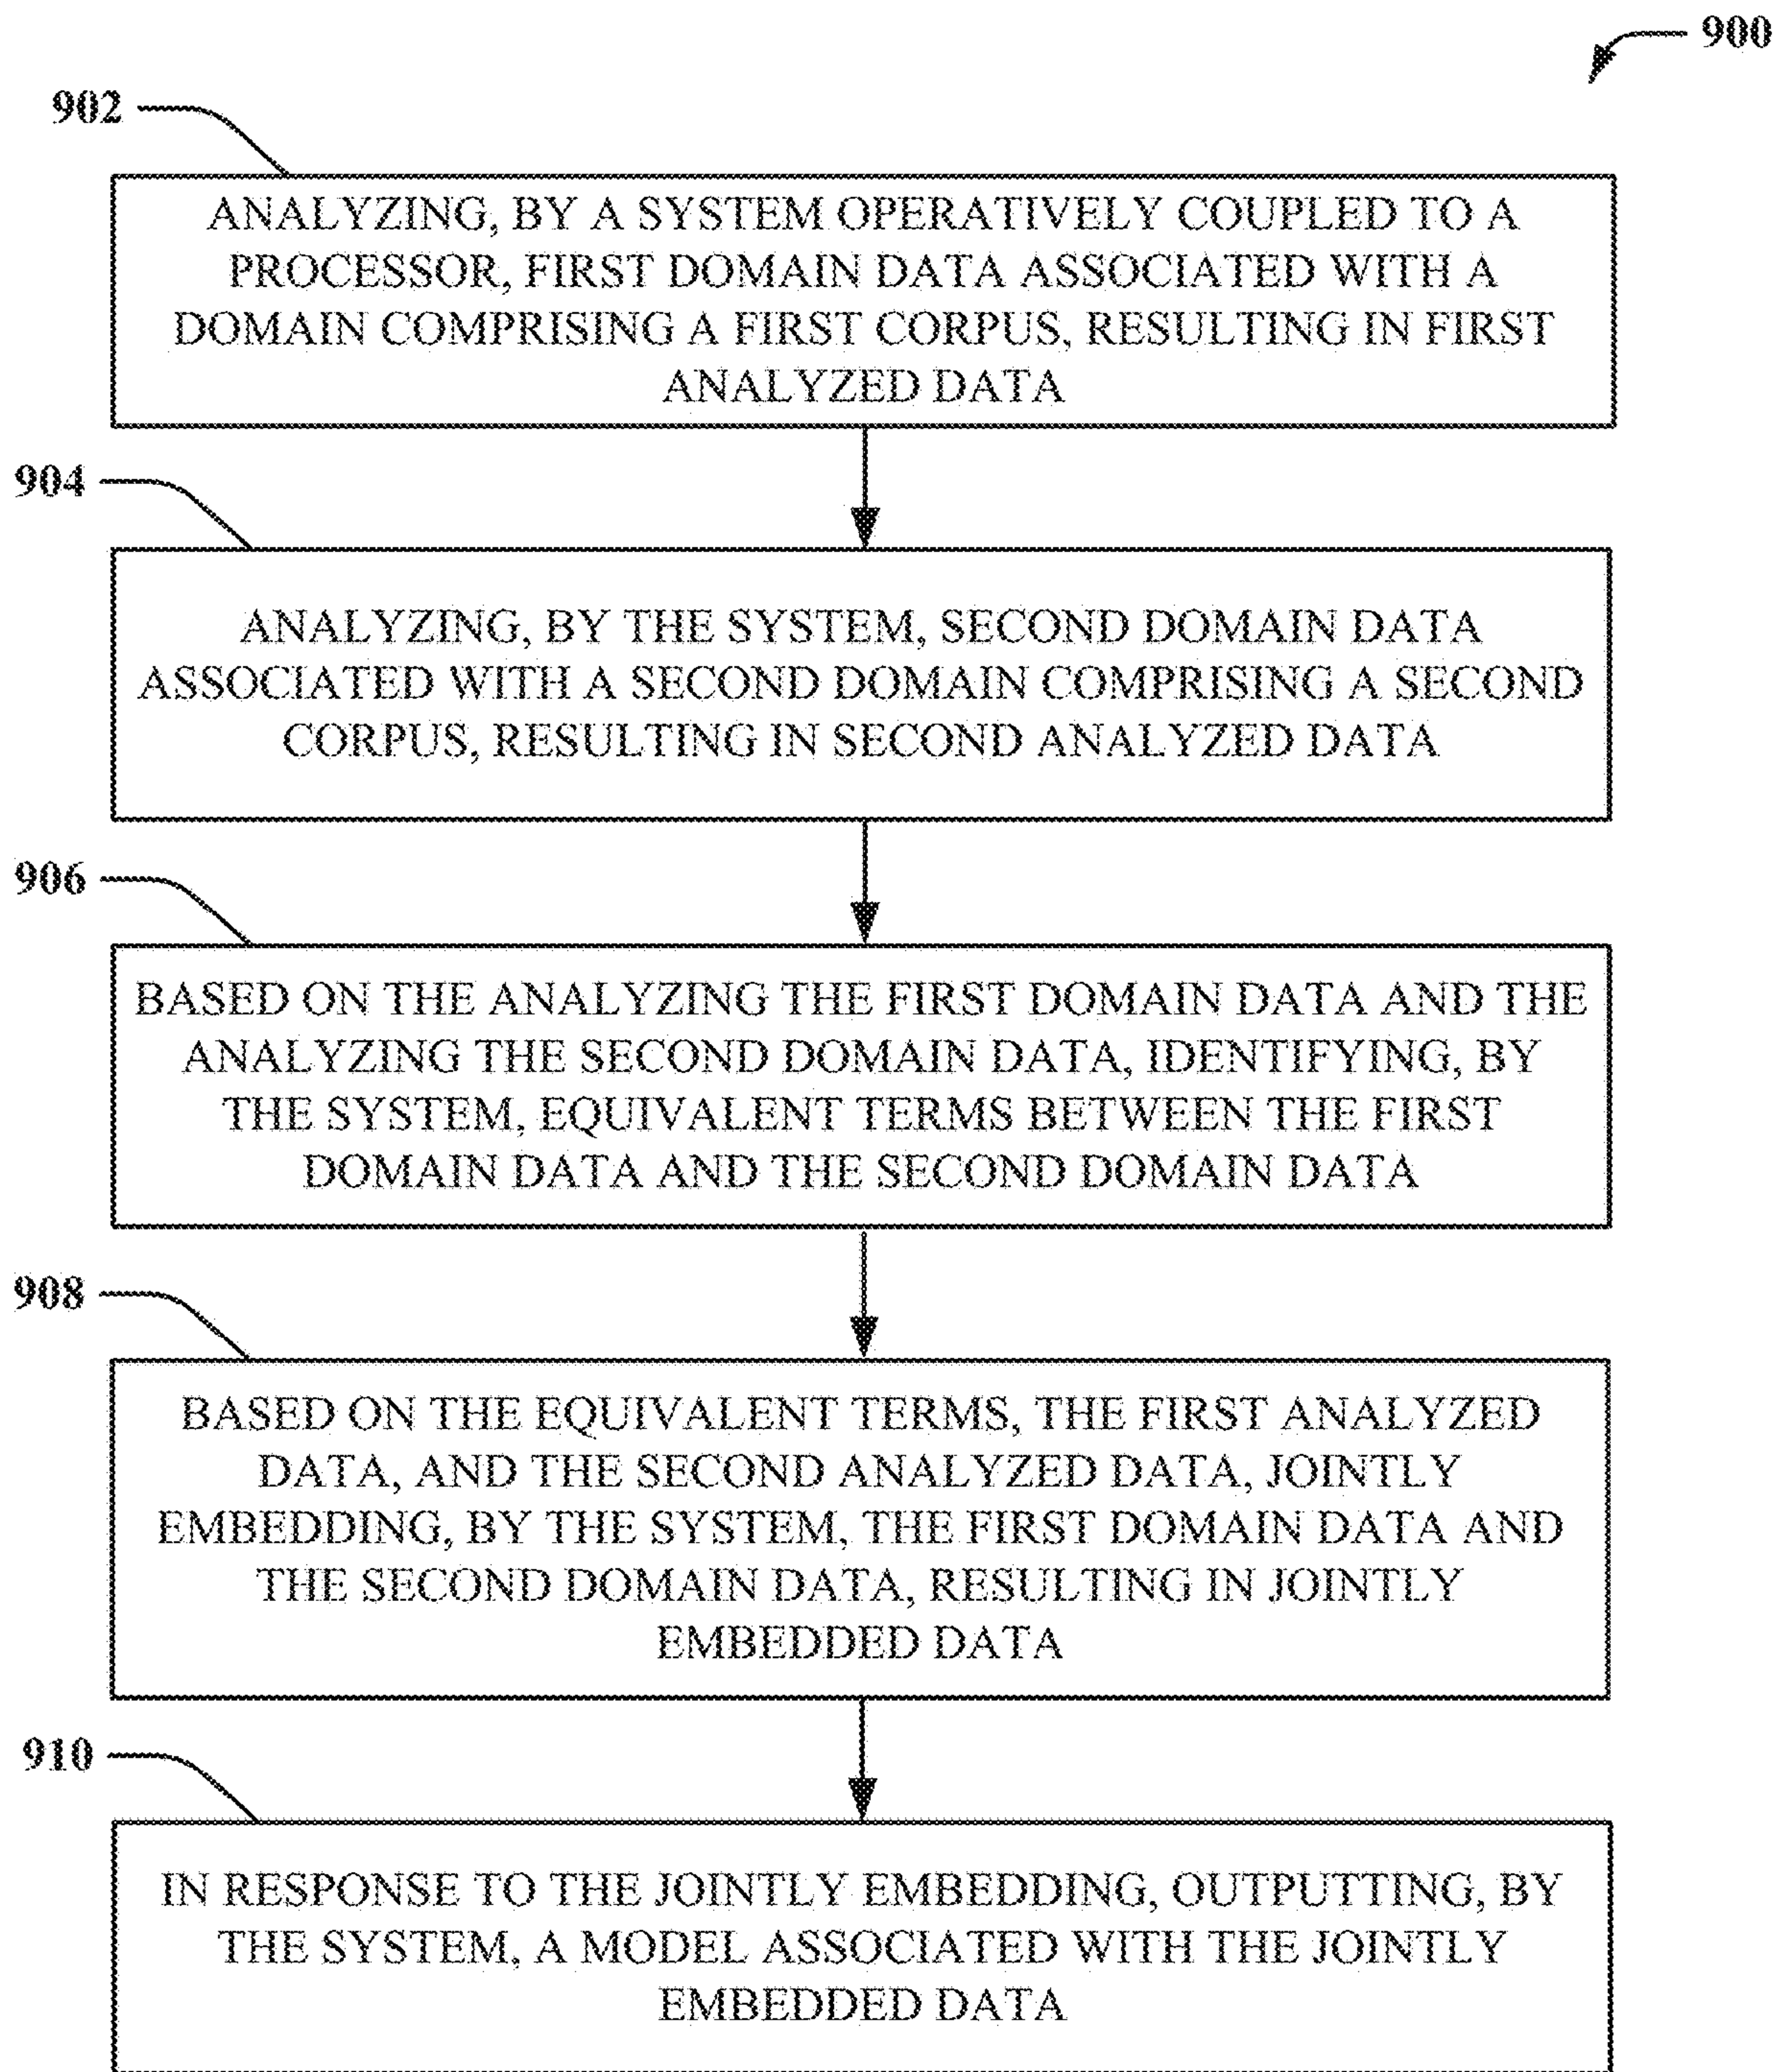 900
902
ANALYZING, BY A SYSTEM OPERATIVELY COUPLED TO A
PROCESSOR, FIRST DOMAIN DATA ASSOCIATED WITH A
DOMAIN COMPRISING A FIRST CORPUS, RESULTING IN FIRST
ANALYZED DATA
904
ANALYZING, BY THE SYSTEM, SECOND DOMAIN DATA
ASSOCIATED WITH A SECOND DOMAIN COMPRISING A SECOND
CORPUS, RESULTING IN SECOND ANALYZED DATA
906
BASED ON THE ANALYZING THE FIRST DOMAIN DATA AND THE
ANALYZING THE SECOND DOMAIN DATA, IDENTIFYING, BY
THE SYSTEM, EQUIVALENT TERMS BETWEEN THE FIRST
DOMAIN DATA AND THE SECOND DOMAIN DATA
908
BASED ON THE EQUIVALENT TERMS, THE FIRST ANALYZED
DATA, AND THE SECOND ANALYZED DATA, JOINTLY
EMBEDDING, BY THE SYSTEM, THE FIRST DOMAIN DATA AND
THE SECOND DOMAIN DATA, RESULTING IN JOINTLY
EMBEDDED DATA
910
IN RESPONSE TO THE JOINTLY EMBEDDING, OUTPUTTING, BY
THE SYSTEM, A MODEL ASSOCIATED WITH THE JOINTLY
EMBEDDED DATA